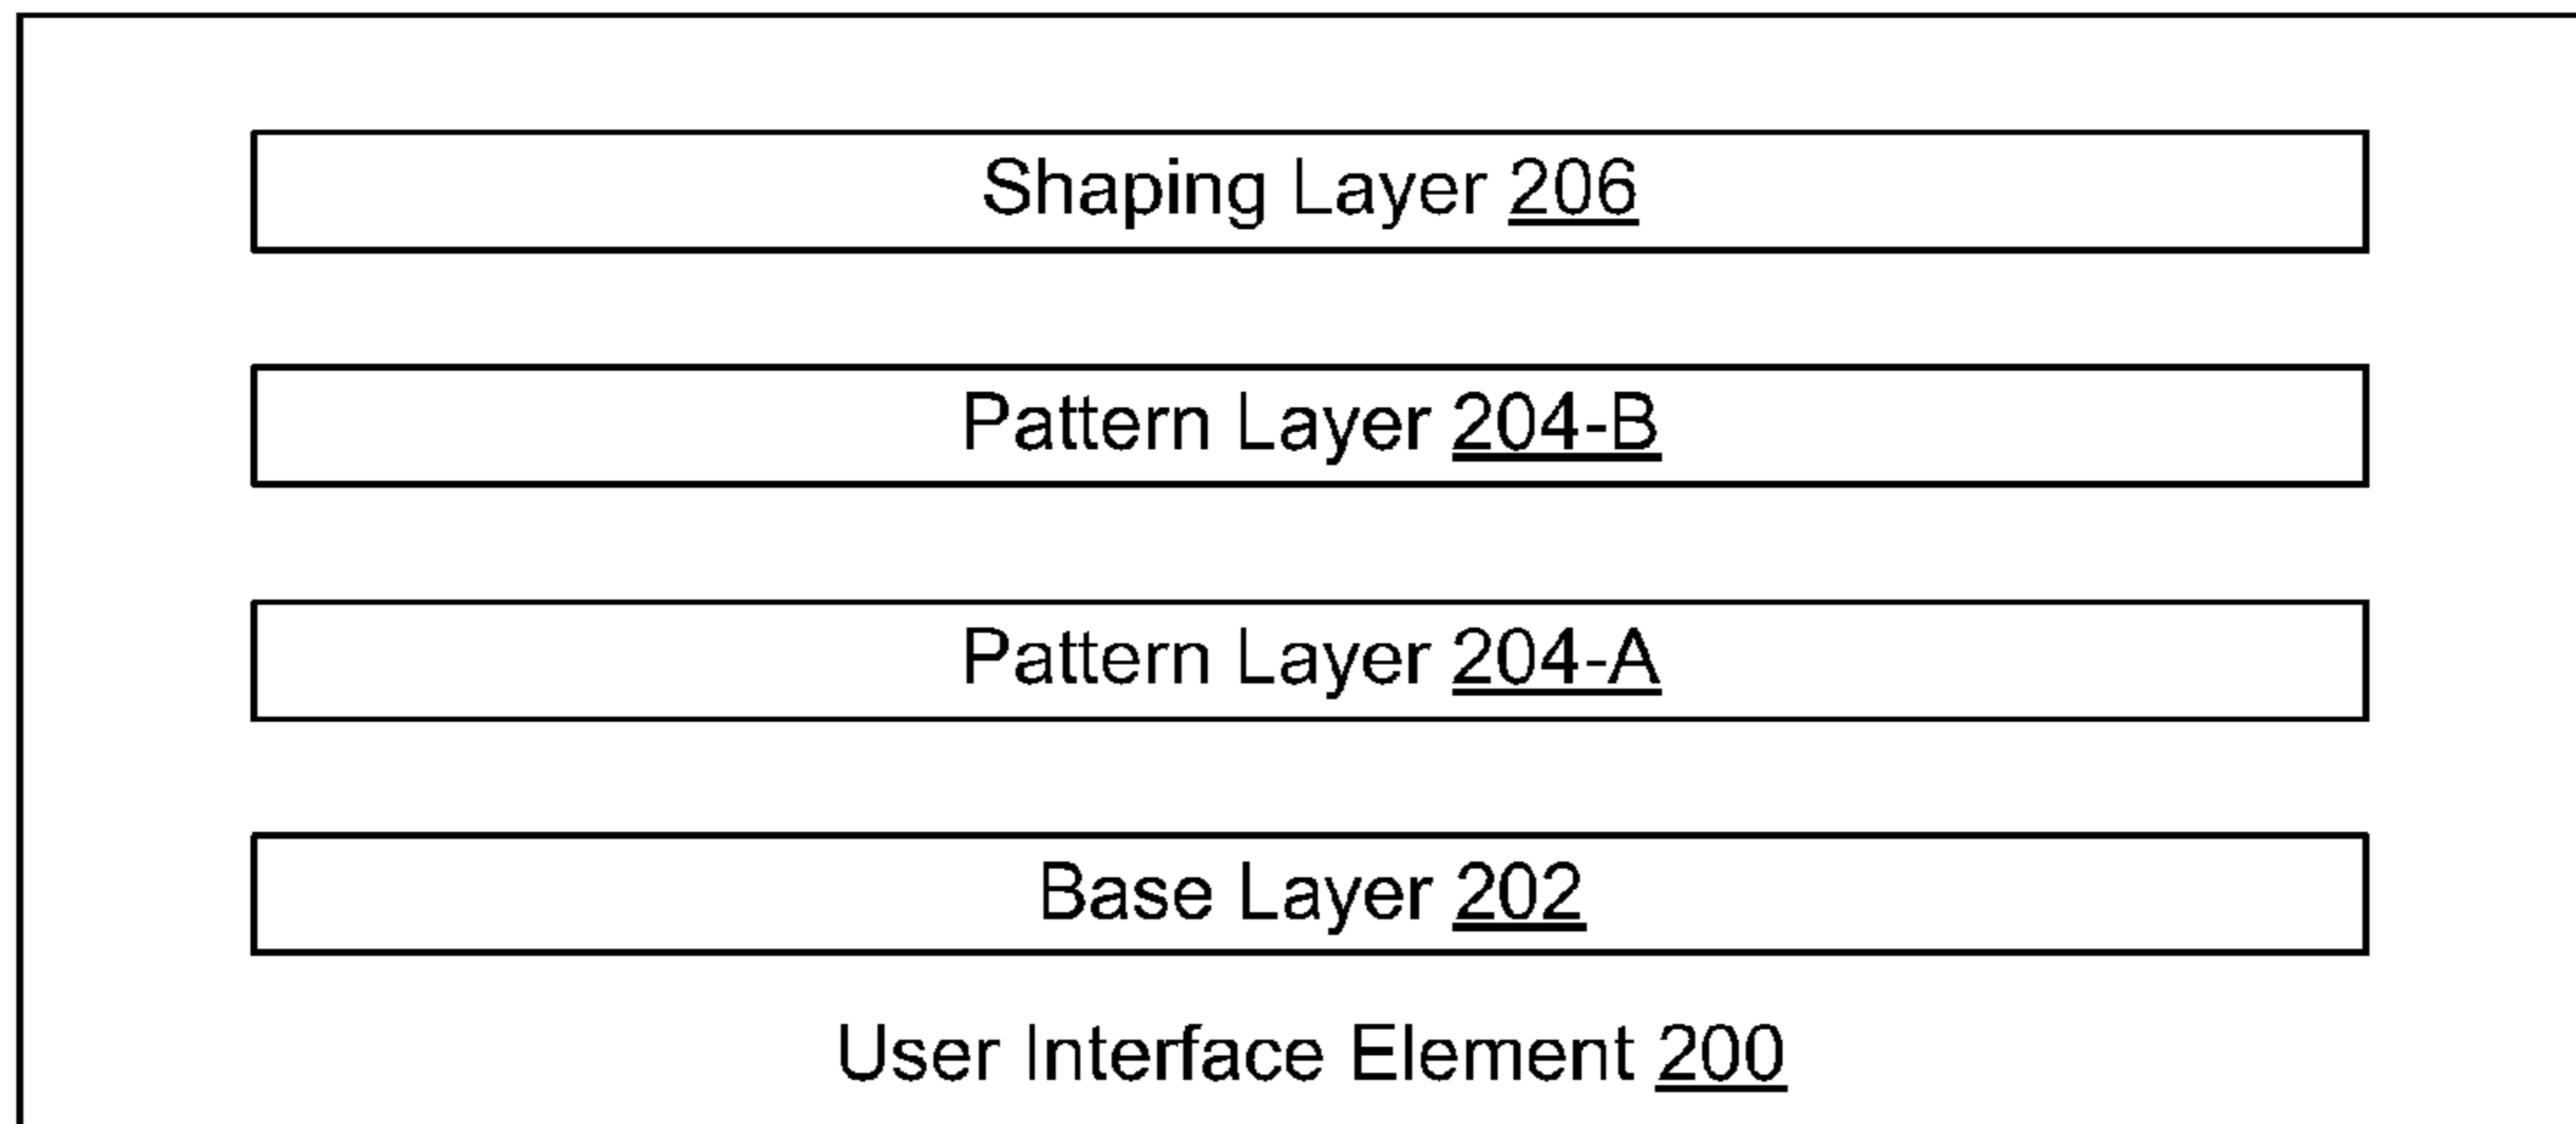 Shaping Layer 206
Pattern Layer 204-B
Pattern Layer 204-A
Base Layer 202
User Interface Element 200